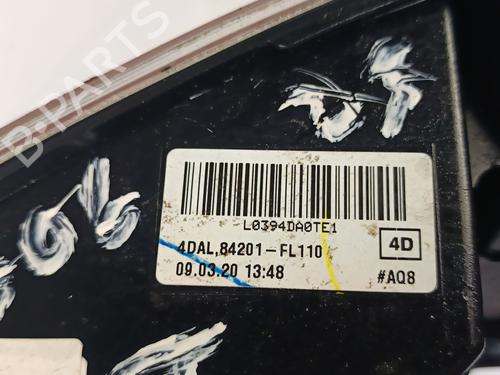 B-PARTS
L0394DA0TE1
4DAL,84201-FL110
4D
09.03.20 13:48
#AQ8